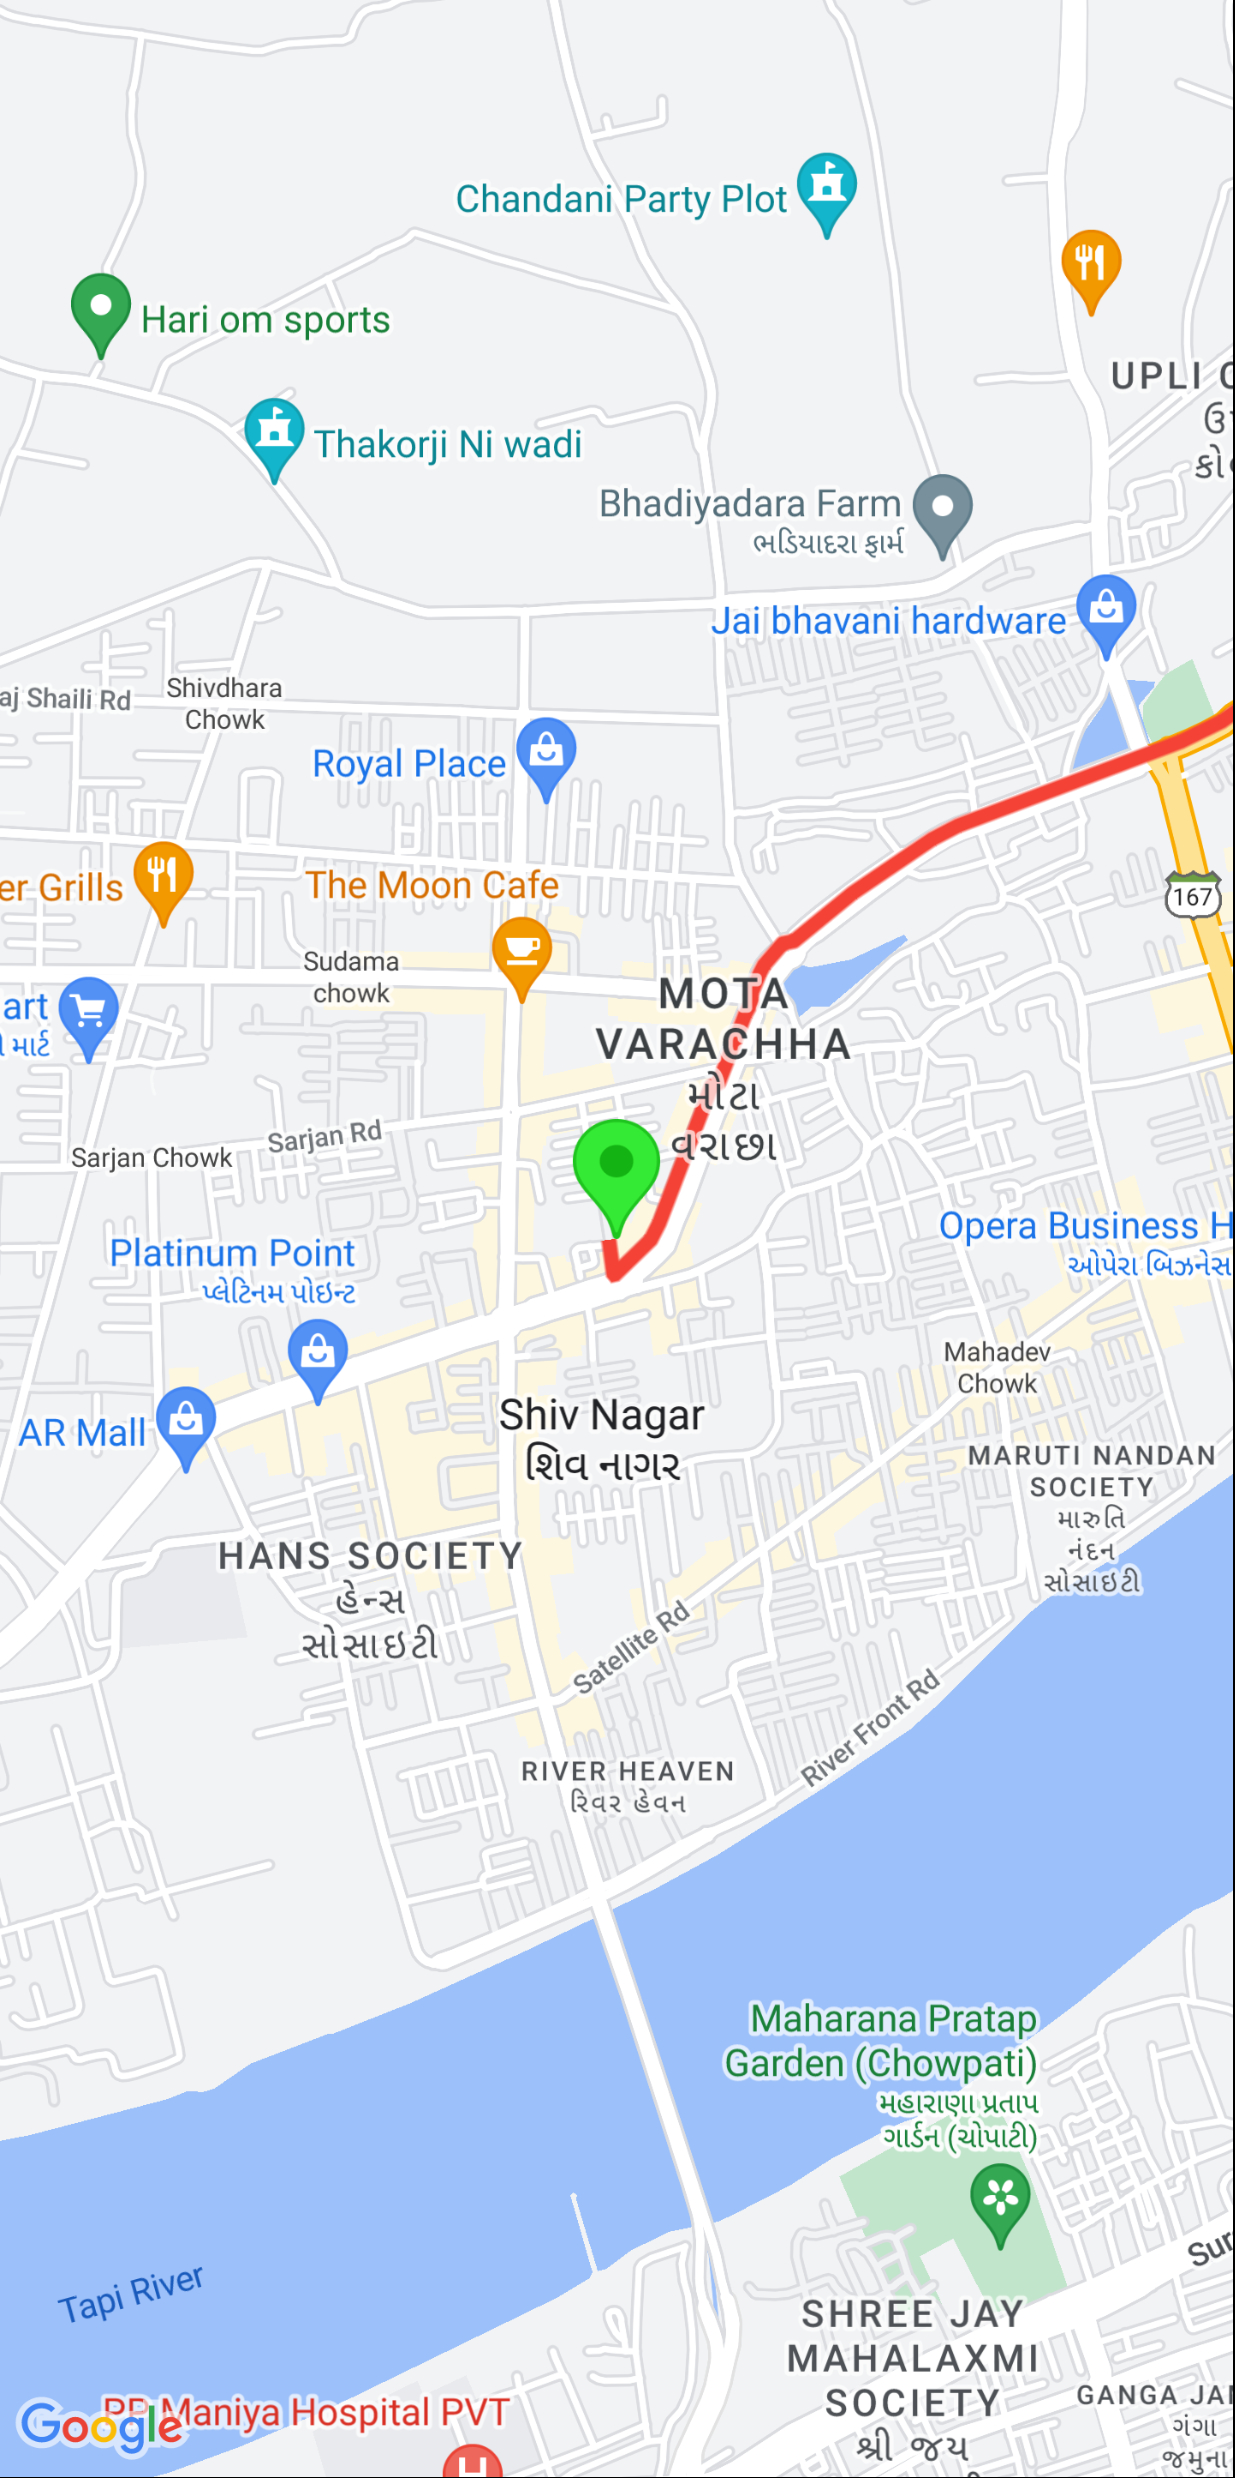 Chandani Party Plot
Hari om sports
UPLI
Thakorji Ni wadi
Bhadiyadara Farm
ભડિયાદરા ફાર્મ
Jai bhavani hardware
aj Shaili Rd
Shivdhara
Chowk
Royal Place
er Grills
The Moon Cafe
167
Sudama
chowk
MOTA
VARACHHA
મોટા
વરાછા
art
માર્ટ
Sarjan Rd
Sarjan Chowk
Opera Business H
ઓપેરા બિઝનેસ
Platinum Point
પ્લેટિનમ પોઇન્ટ
Mahadev
Chowk
AR Mall
Shiv Nagar
શિવ નાગર
MARUTI NANDAN
SOCIETY
મારુતિ
નંદન
સોસાઇટી
HANS SOCIETY
હેન્સ
સોસાઇટી
Satellite Rd
River Front Rd
RIVER HEAVEN
રિવર હેવન
Maharana Pratap
Garden (Chowpati)
મહારાણા પ્રતાપ
ગાર્ડન (ચોપાટી)
Sur
Tapi River
SHREE JAY
MAHALAXMI
SOCIETY
શ્રી જય
GANGA JA
ગંગા
જમુના
PP Maniya Hospital PVT
H
Google